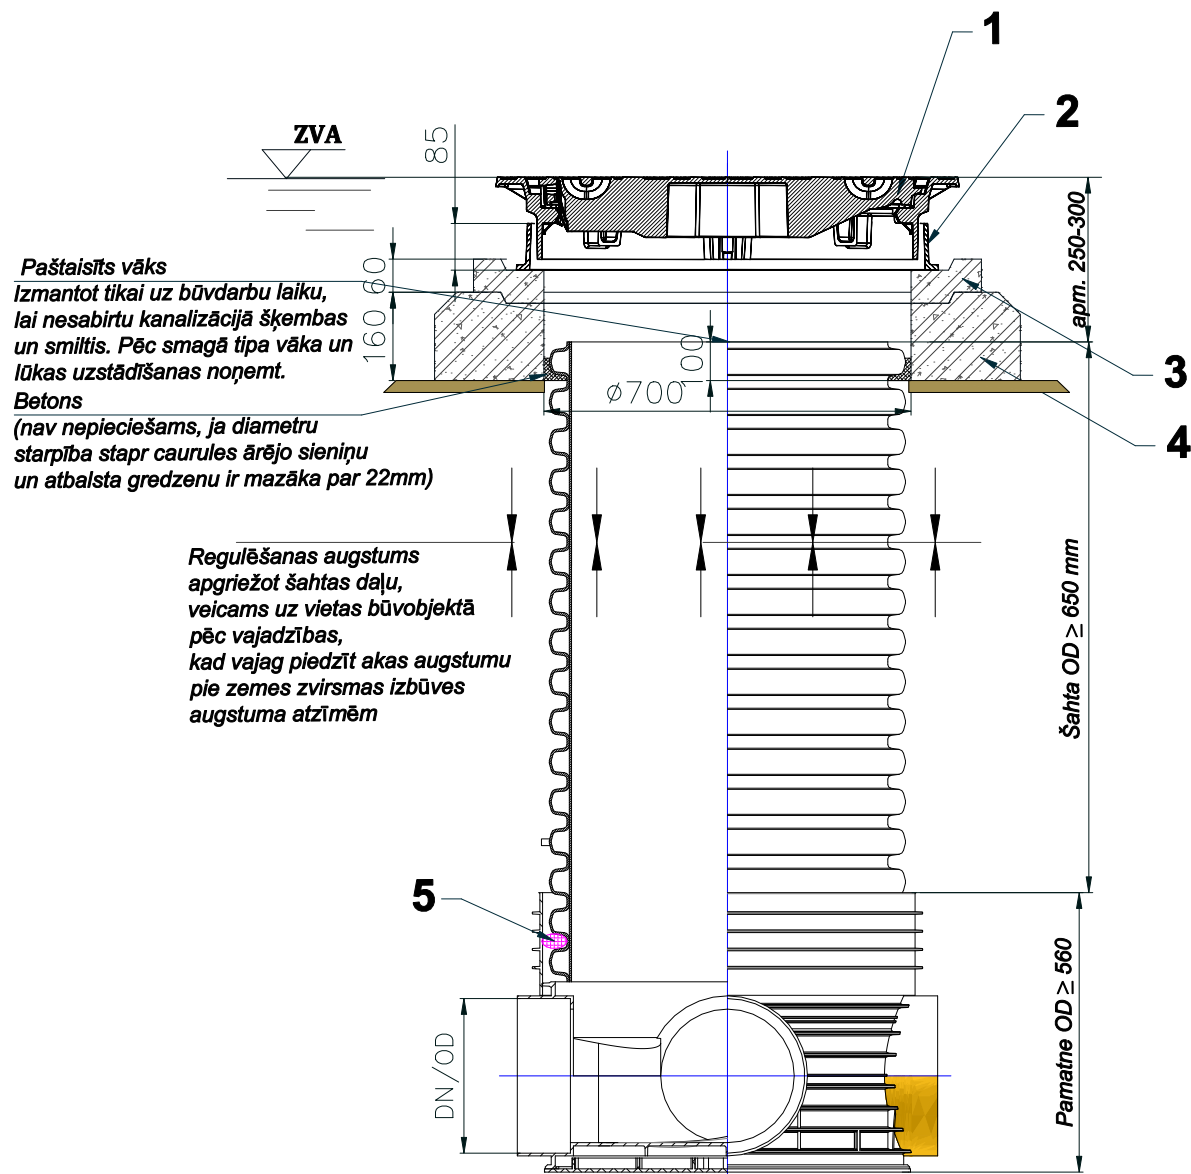 1
2
ZVA
85
apm. 250-300
Paštaisīts vāks
Izmantot tikai uz būvdarbu laiku,
lai nesabirtu kanalizācijā šķembas
un smiltis. Pēc smagā tipa vāka un
lūkas uzstādīšanas noņemt.
60
160
100
3
Betons
(nav nepieciešams, ja diametru
starpība stapr caurules ārējo sieniņu
un atbalsta gredzenu ir mazāka par 22mm)
ø700
4
Regulēšanas augstums
apgriežot šahtas daļu,
veicams uz vietas būvobjektā
pēc vajadzības,
kad vajag piedzīt akas augstumu
pie zemes zvirsmas izbūves
augstuma atzīmēm
Šahta OD ≥ 650 mm
5
DN/OD
Pamatne OD ≥ 560